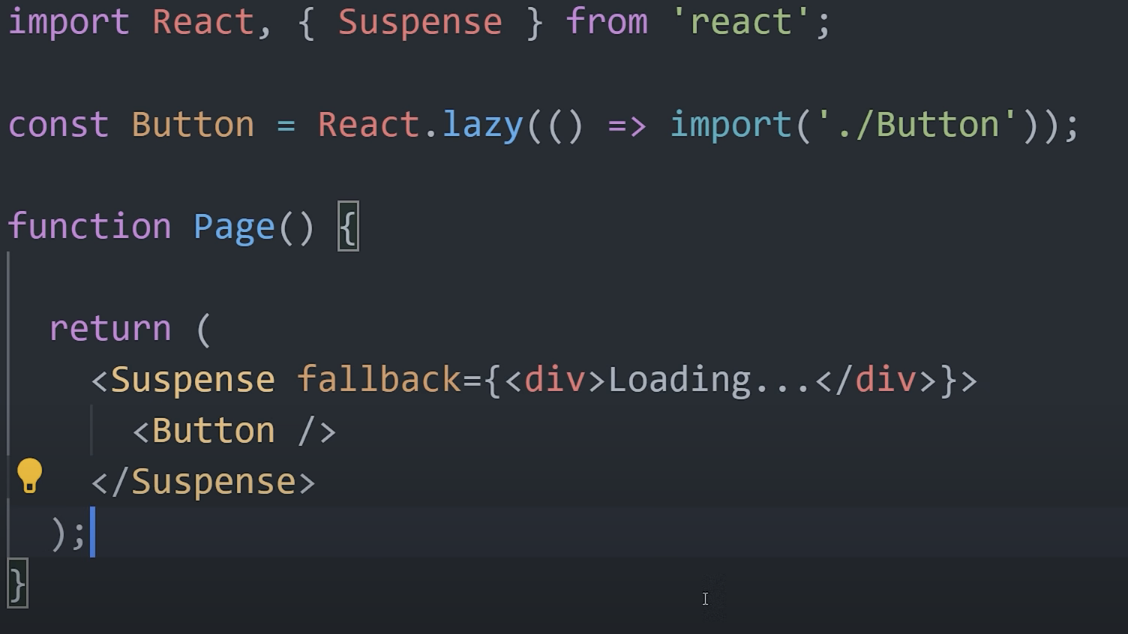 import React, { Suspense } from 'react';
const Button = React.lazy(() => import('./Button'));
function Page() {
return (
<Suspense fallback={<div>Loading...</div>}>
<Button />
</Suspense>
);
}